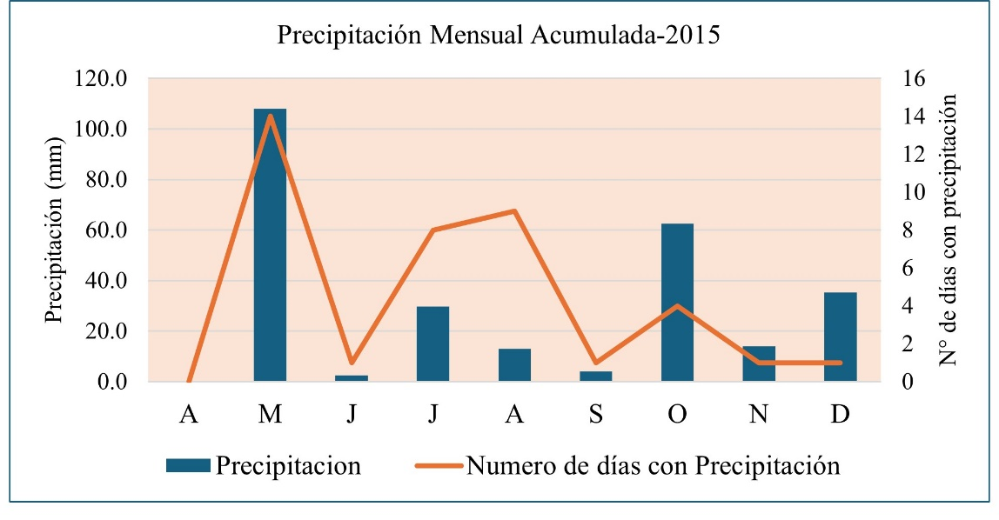 Precipitación Mensual Acumulada-2015
120.0
100.0
80.0
60.0
40.0
20.0
0.0
Precipitación (mm)
16
14
12
10
8
6
4
2
0
N° de días con precipitación
A M J J A S O N D
Precipitacion
Numero de días con Precipitación